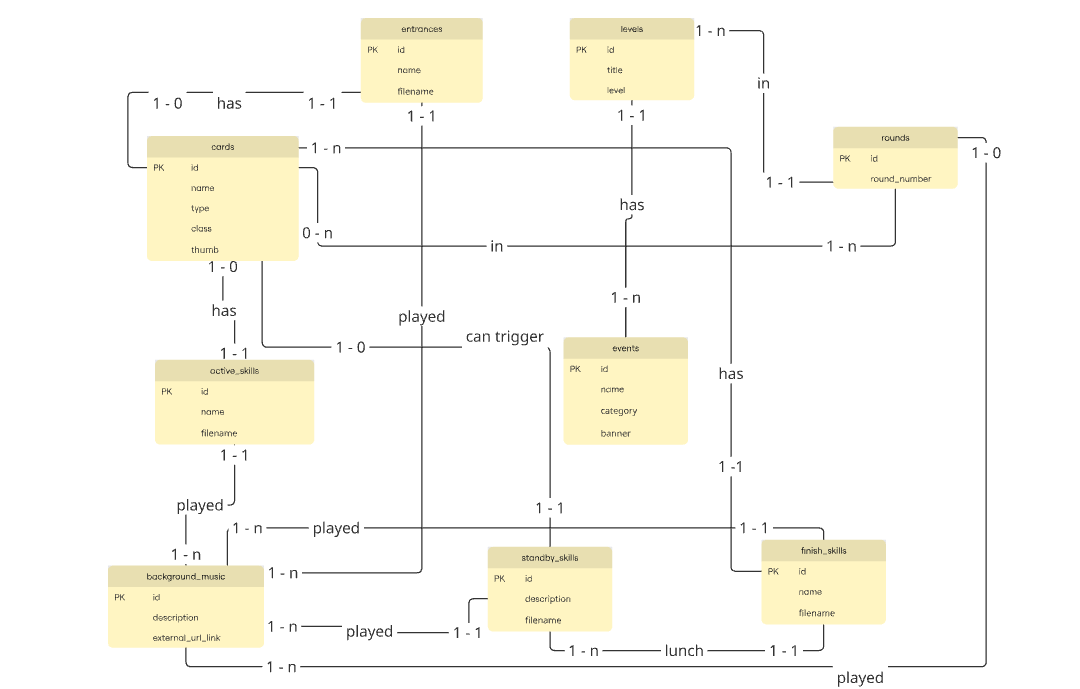 entrances
PK id
name
filename
levels
PK id
title
level
1 - n
in
1 - 1
rounds
PK id
round_number
1 - 0
1 - 0 has 1 - 1
1 - 1
1 - 1
cards
PK id
name
type
class
thumb
1 - n
0 - n
in
1 - n
has
1 - 0
has
1 - 1
1 - n
played
can trigger
1 - 0
events
PK id
name
category
banner
active_skills
PK id
name
filename
has
1 -1
1 - 1
played
1 - n
1 - 1
1 - n played 1 - 1
background_music
PK id
description
external_url_link
1 - n
standby_skills
PK id
description
filename
finish_skills
PK id
name
filename
1 - n played 1 - 1
1 - n lunch 1 - 1
1 - n
played